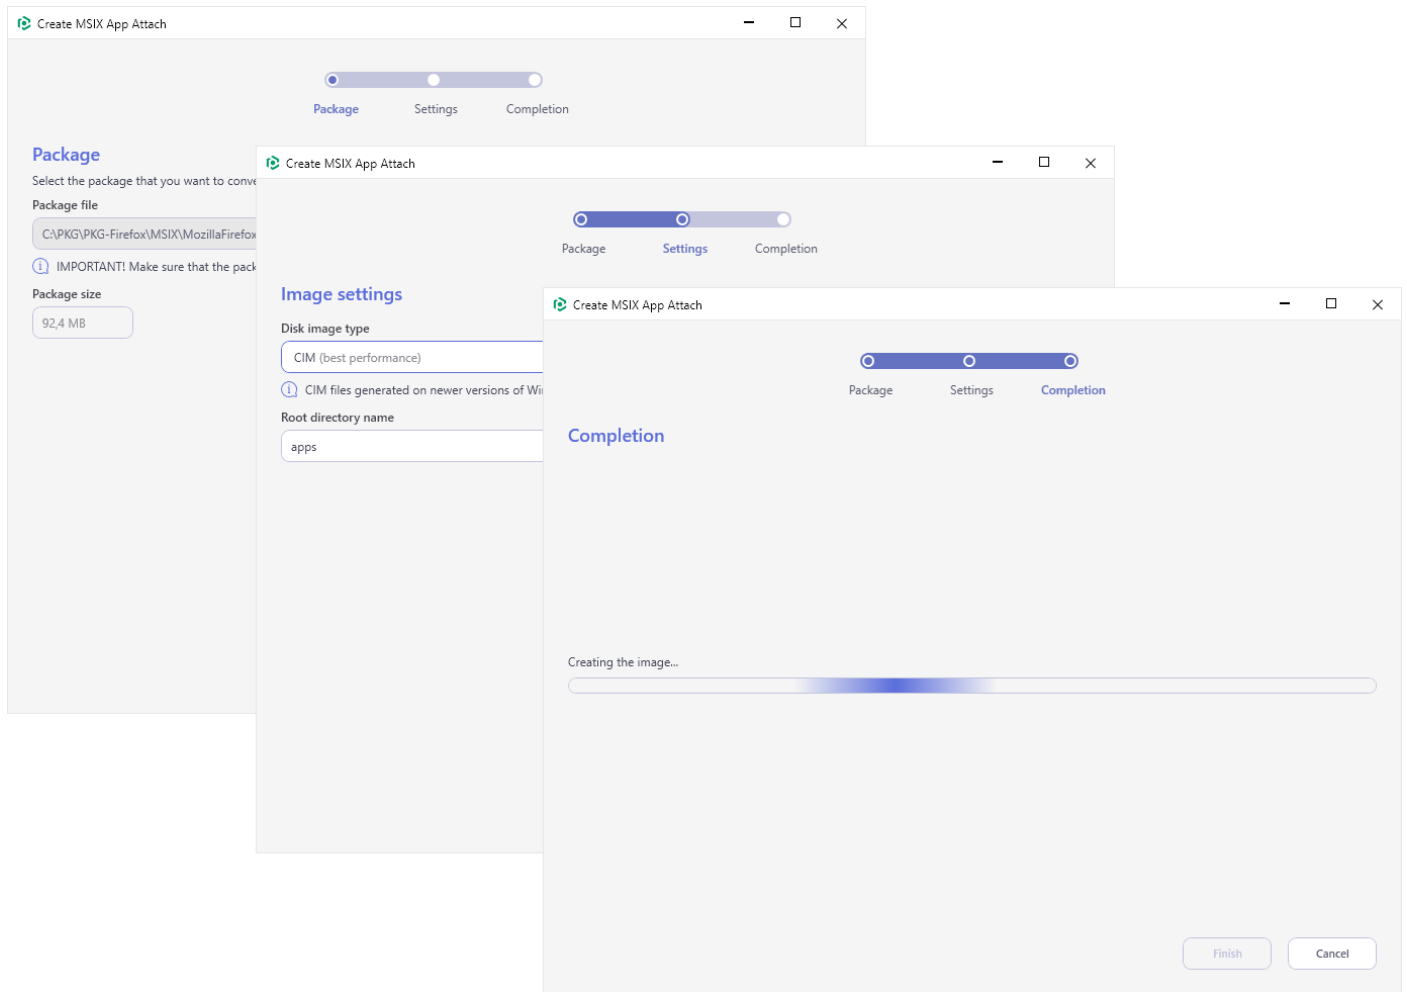 Create MSIX App Attach
Package
Settings
Completion
Package
Select the package that you want to conve
Package file
C:\PKG\PKG-Firefox\MSIX\MozillaFirefox
IMPORTANT! Make sure that the pack
Package size
92,4 MB
Create MSIX App Attach
Package
Settings
Completion
Image settings
Disk image type
CIM (best performance)
CIM files generated on newer versions of Wi
Root directory name
apps
Create MSIX App Attach
Package
Settings
Completion
Completion
Creating the image...
Finish
Cancel